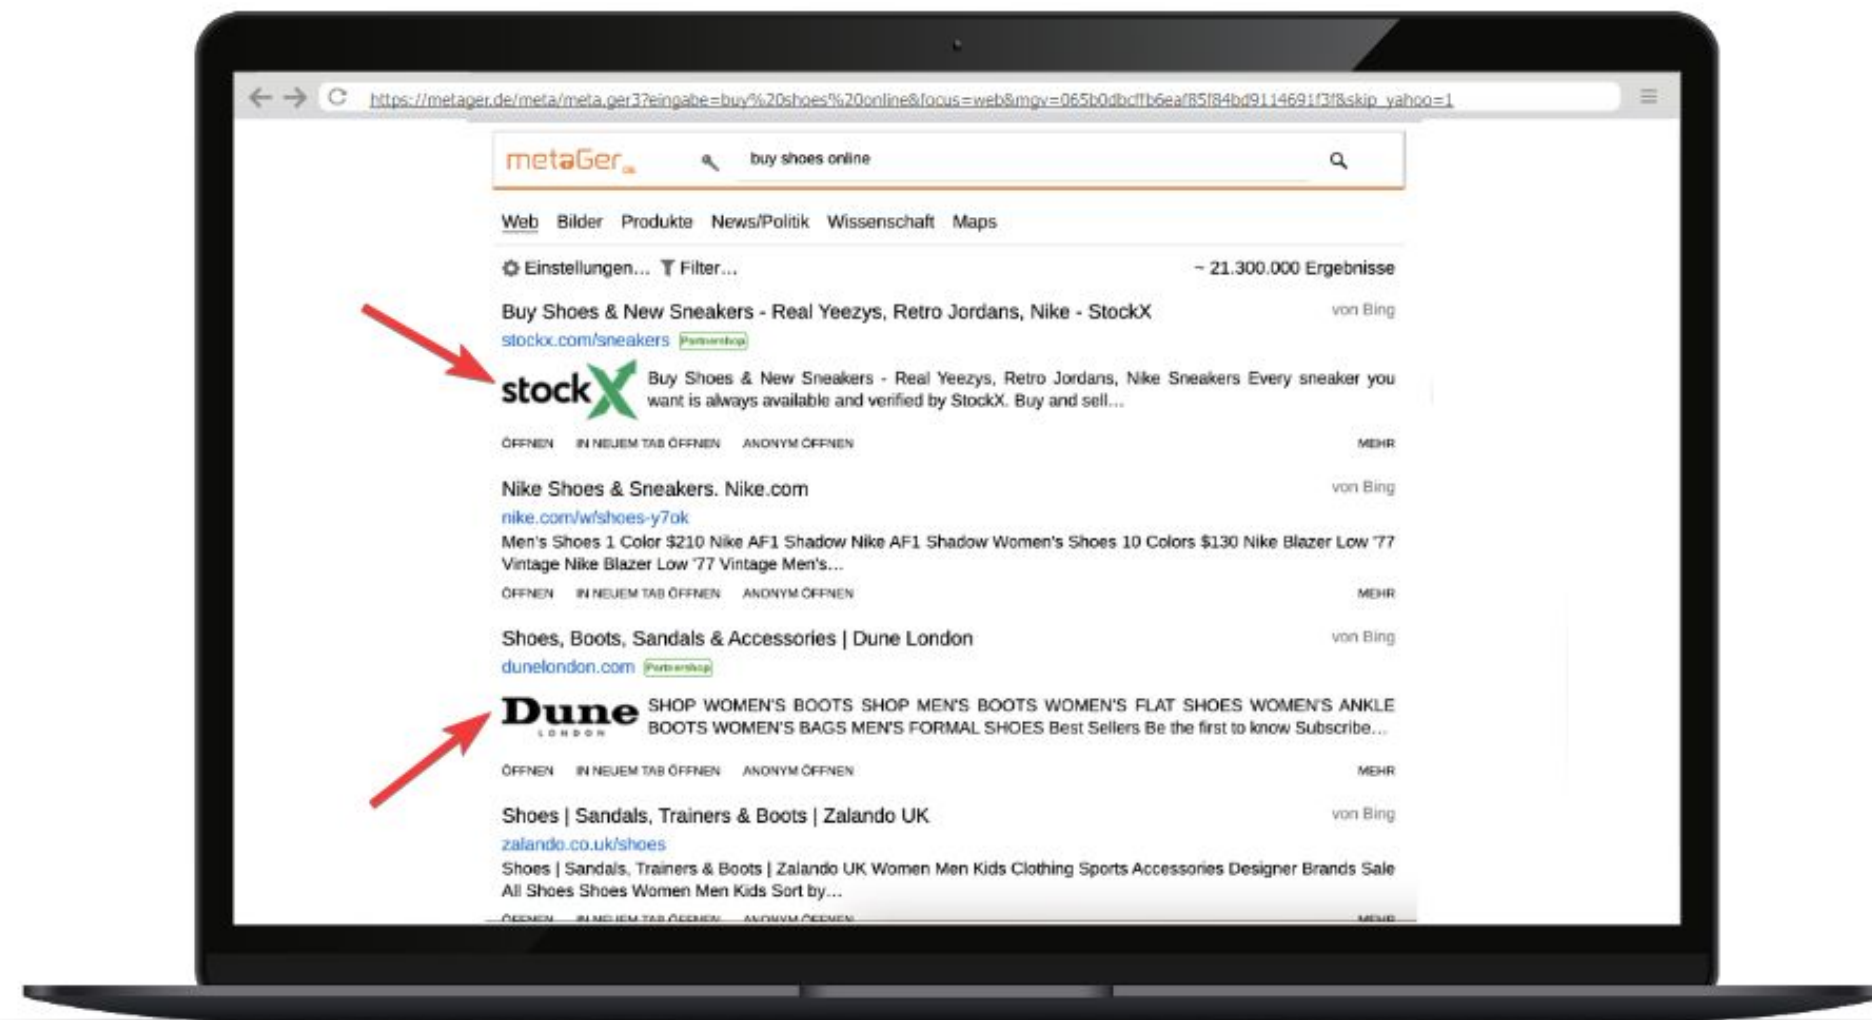 https://metager.de/meta/meta.ger3?eingabe=buy%20shoes%20online&focus=web&mgv=065b0dbcffb6eaf85f84bd9114691f3f&skip_yahoo=1
metaGer buy shoes online
Web Bilder Produkte News/Politik Wissenschaft Maps
Einstellungen... Filter... ~ 21.300.000 Ergebnisse
Buy Shoes & New Sneakers - Real Yeezys, Retro Jordans, Nike - StockX von Bing
stockx.com/sneakers Partnershop
stockX Buy Shoes & New Sneakers - Real Yeezys, Retro Jordans, Nike Sneakers Every sneaker you
want is always available and verified by StockX. Buy and sell...
ÖFFNEN IN NEUEM TAB ÖFFNEN ANONYM ÖFFNEN MEHR
Nike Shoes & Sneakers. Nike.com von Bing
nike.com/w/shoes-y7ok
Men's Shoes 1 Color $210 Nike AF1 Shadow Nike AF1 Shadow Women's Shoes 10 Colors $130 Nike Blazer Low '77
Vintage Nike Blazer Low '77 Vintage Men's...
ÖFFNEN IN NEUEM TAB ÖFFNEN ANONYM ÖFFNEN MEHR
Shoes, Boots, Sandals & Accessories | Dune London von Bing
dunelondon.com Partnershop
Dune SHOP WOMEN'S BOOTS SHOP MEN'S BOOTS WOMEN'S FLAT SHOES WOMEN'S ANKLE
LONDON BOOTS WOMEN'S BAGS MEN'S FORMAL SHOES Best Sellers Be the first to know Subscribe...
ÖFFNEN IN NEUEM TAB ÖFFNEN ANONYM ÖFFNEN MEHR
Shoes | Sandals, Trainers & Boots | Zalando UK von Bing
zalando.co.uk/shoes
Shoes | Sandals, Trainers & Boots | Zalando UK Women Men Kids Clothing Sports Accessories Designer Brands Sale
All Shoes Shoes Women Men Kids Sort by...
ÖFFNEN IN NEUEM TAB ÖFFNEN ANONYM ÖFFNEN MEHR